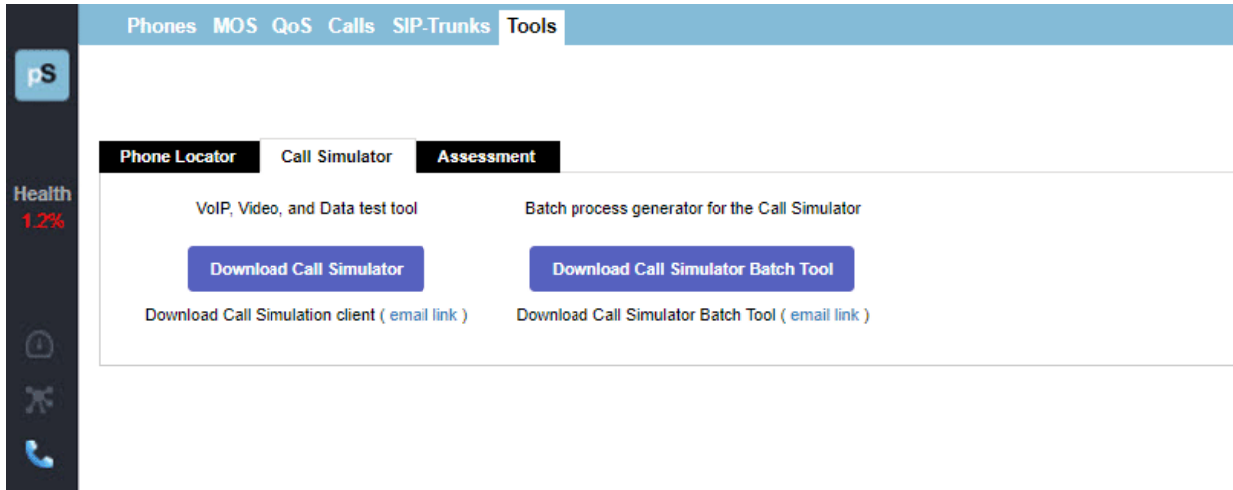 Phones MOS QoS Calls SIP-Trunks Tools
pS
Phone Locator Call Simulator Assessment
Health
1.2%
VoIP, Video, and Data test tool Batch process generator for the Call Simulator
Download Call Simulator Download Call Simulator Batch Tool
Download Call Simulation client ( email link ) Download Call Simulator Batch Tool ( email link )